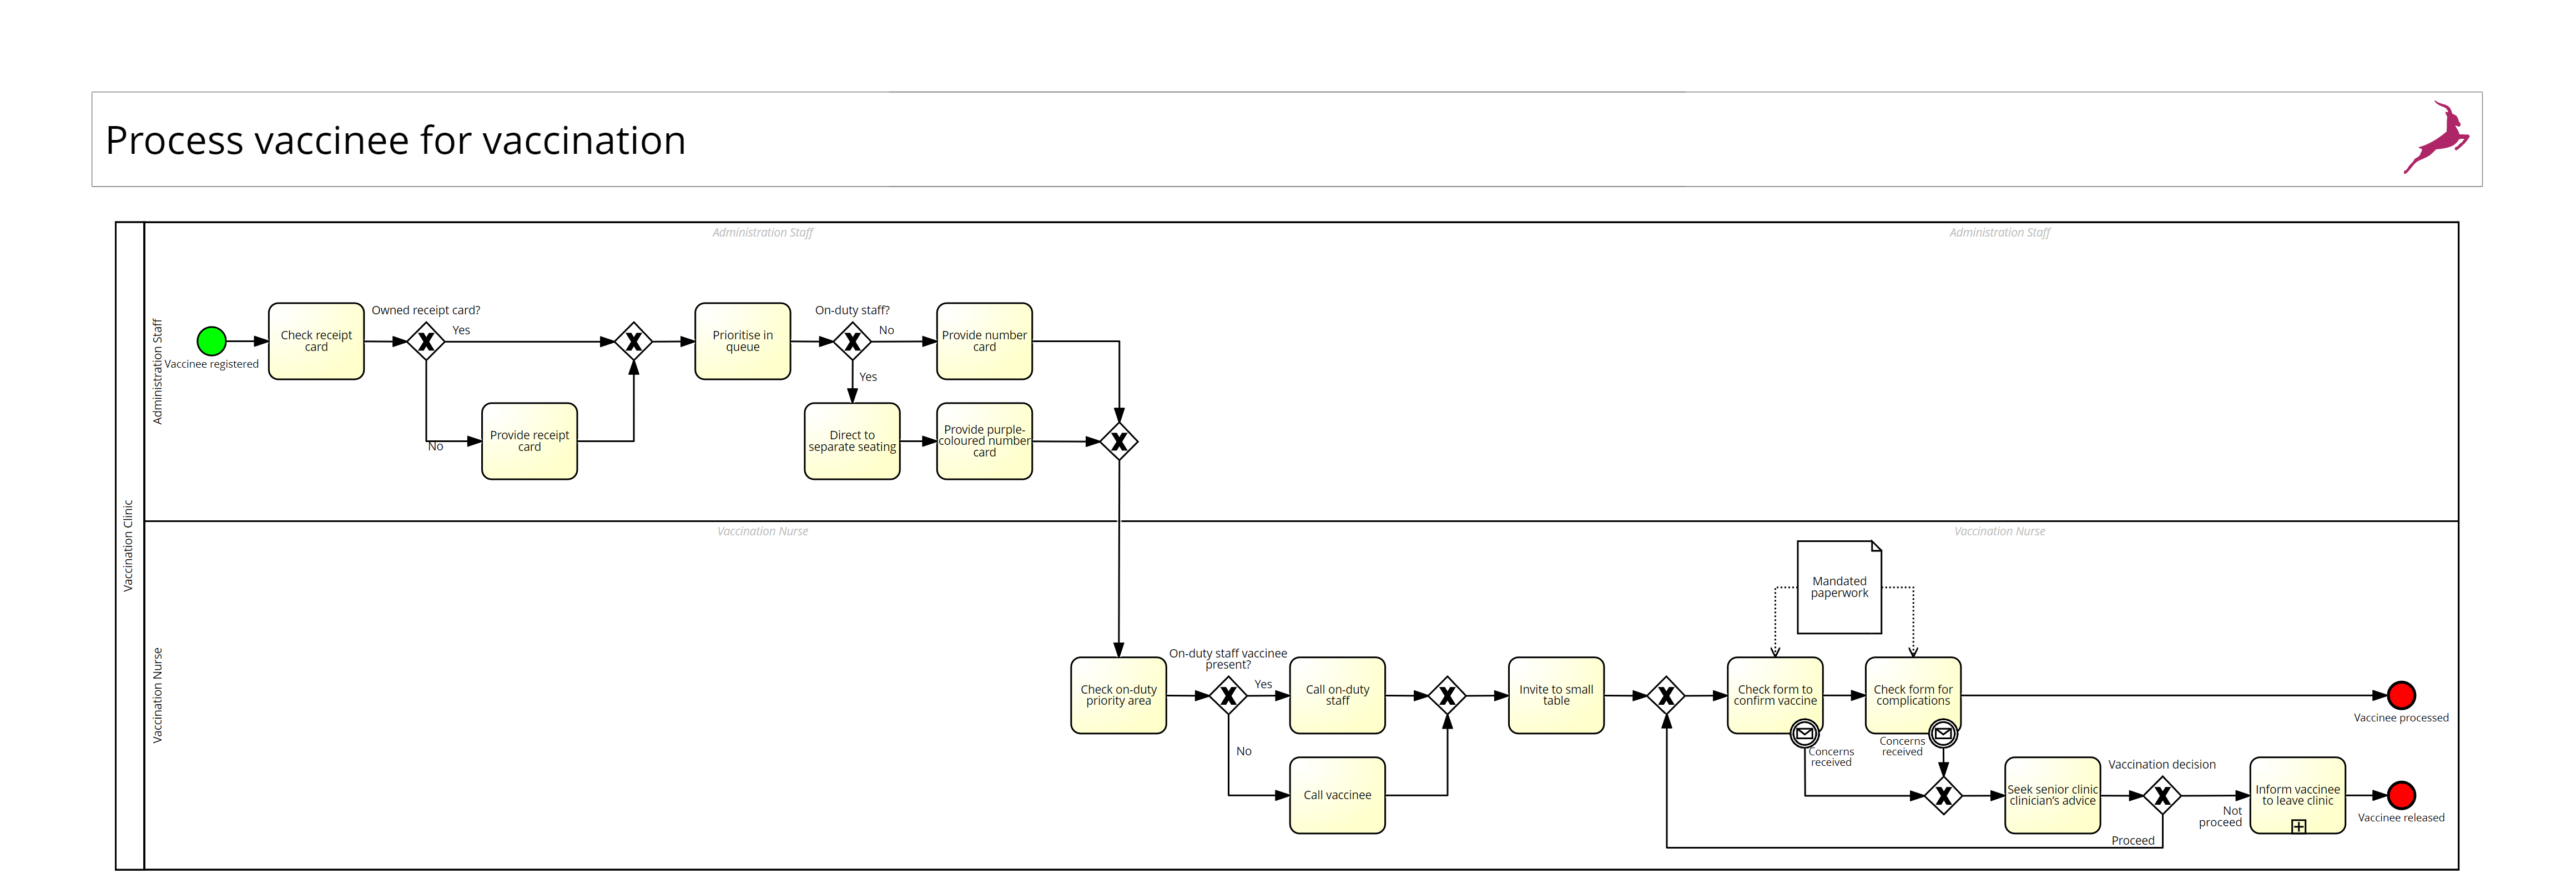 Process vaccinee for vaccination
Administration Staff
Administration Staff
Vaccination Clinic
Administration Staff
Vaccinee registered
Check receipt
card
Owned receipt card?
Yes
No
Provide receipt
card
Prioritise in
queue
On-duty staff?
No
Yes
Provide number
card
Direct to
separate seating
Provide purple-
coloured number
card
Vaccination Nurse
Vaccination Nurse
Vaccination Nurse
Check on-duty
priority area
On-duty staff vaccinee
present?
Yes
No
Call on-duty
staff
Call vaccinee
Invite to small
table
Mandated
paperwork
Check form to
confirm vaccine
Concerns
received
Check form for
complications
Concerns
received
Vaccinee processed
Seek senior clinic
clinician's advice
Vaccination decision
Not
proceed
Proceed
Inform vaccinee
to leave clinic
Vaccinee released